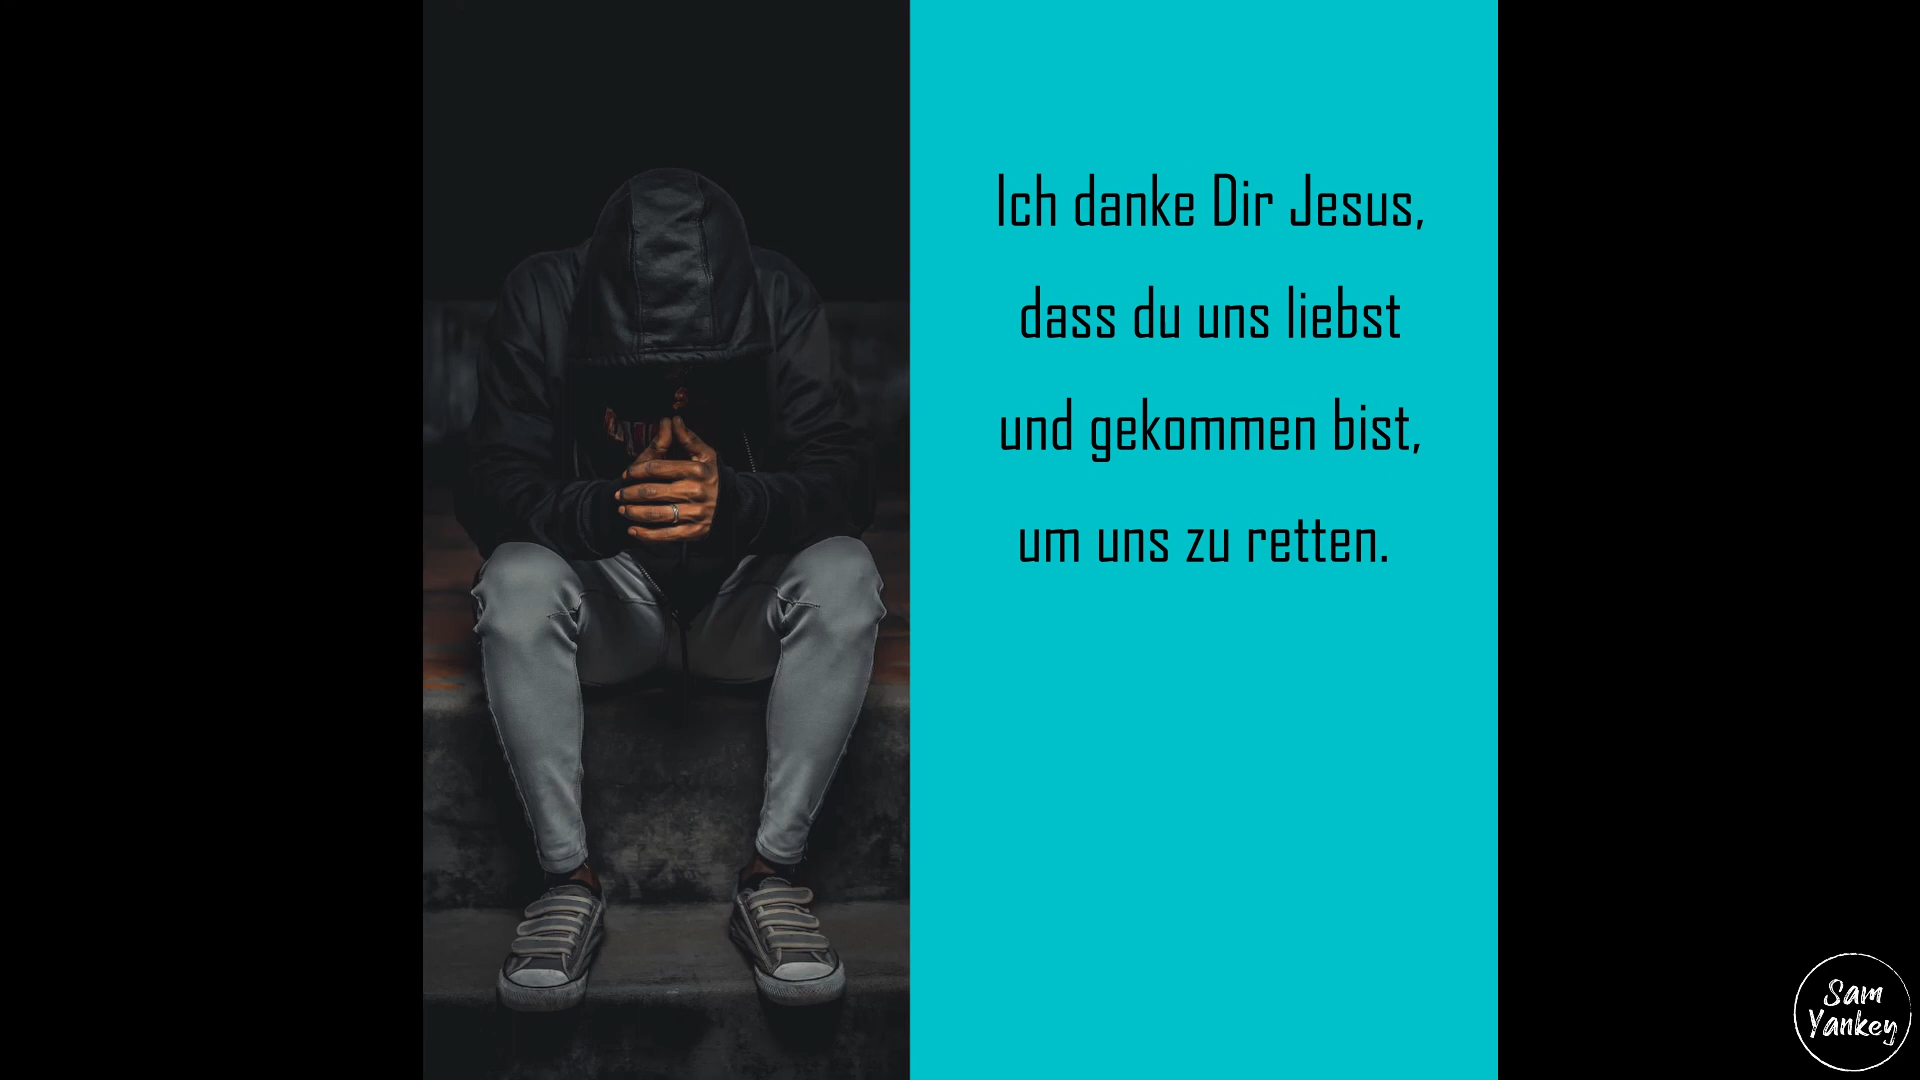 Ich danke Dir Jesus,
dass du uns liebst
und gekommen bist,
um uns zu retten.
Sam
Yankey